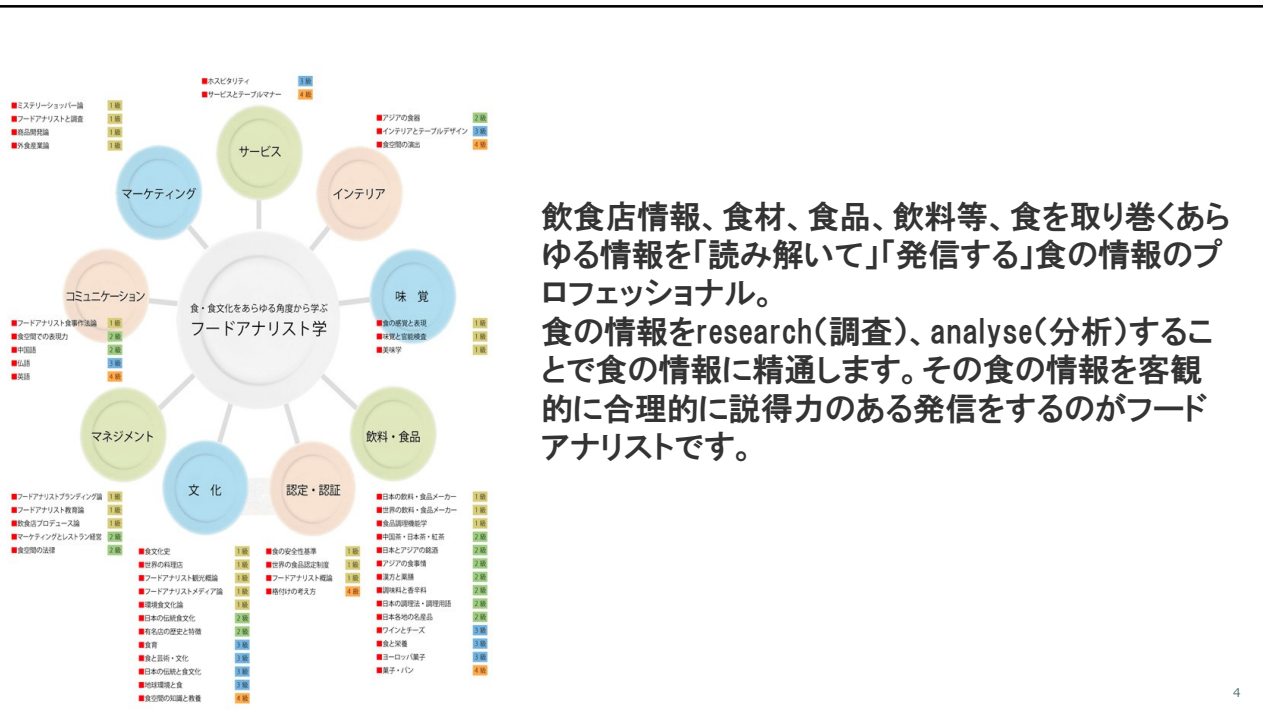 ■ホスピタリティ 3級
■サービスとテーブルマナー 4級
■ミステリーショッパー論 1級
■フードアナリストと調査 1級
■商品開発論 1級
■外食産業論 1級
■アジアの食器 2級
■インテリアとテーブルデザイン 3級
■食空間の演出 4級
サービス
マーケティング
インテリア
コミュニケーション
味 覚
食・食文化をあらゆる角度から学ぶ
フードアナリスト学
■フードアナリスト食事作法論 1級
■食空間での表現力 2級
■中国語 2級
■仏語 3級
■英語 4級
■食の感覚と表現 1級
■味覚と官能検査 1級
■美味学 1級
マネジメント
飲料・食品
文 化
認定・認証
■フードアナリストブランディング論 1級
■フードアナリスト教育論 1級
■飲食店プロデュース論 1級
■マーケティングとレストラン経営 2級
■食空間の法律 2級
■食文化史 1級
■世界の料理店 1級
■フードアナリスト観光概論 1級
■フードアナリストメディア論 1級
■環境食文化論 1級
■日本の伝統食文化 2級
■有名店の歴史と特徴 2級
■食育 3級
■食と芸術・文化 3級
■日本の伝統と食文化 3級
■地球環境と食 3級
■食空間の知識と教養 4級
■食の安全性基準 1級
■世界の食品認定制度 1級
■フードアナリスト概論 1級
■格付けの考え方 4級
■日本の飲料・食品メーカー 1級
■世界の飲料・食品メーカー 1級
■食品調理機能学 1級
■中国茶・日本茶・紅茶 2級
■日本とアジアの銘酒 2級
■アジアの食事情 2級
■漢方と薬膳 2級
■調味料と香辛料 2級
■日本の調理法・調理用語 2級
■日本各地の名産品 2級
■ワインとチーズ 3級
■食と栄養 3級
■ヨーロッパ菓子 3級
■菓子・パン 4級
飲食店情報、食材、食品、飲料等、食を取り巻くあら
ゆる情報を「読み解いて」「発信する」食の情報のプ
ロフェッショナル。
食の情報をresearch(調査)、analyse(分析)するこ
とで食の情報に精通します。その食の情報を客観
的に合理的に説得力のある発信をするのがフード
アナリストです。
4